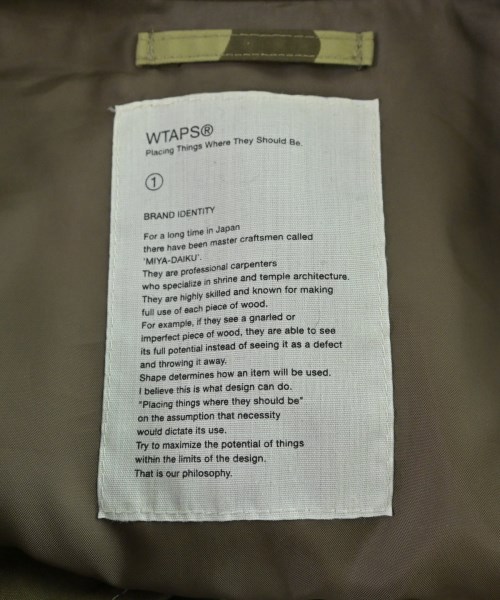 WTAPS®
Placing Things Where They Should Be.
①
BRAND IDENTITY
For a long time in Japan
there have been master craftsmen called
'MIYA-DAIKU'.
They are professional carpenters
who specialize in shrine and temple architecture.
They are highly skilled and known for making
full use of each piece of wood.
For example, if they see a gnarled or
imperfect piece of wood, they are able to see
its full potential instead of seeing it as a defect
and throwing it away.
Shape determines how an item will be used.
I believe this is what design can do.
"Placing things where they should be"
on the assumption that necessity
would dictate its use.
Try to maximize the potential of things
within the limits of the design.
That is our philosophy.